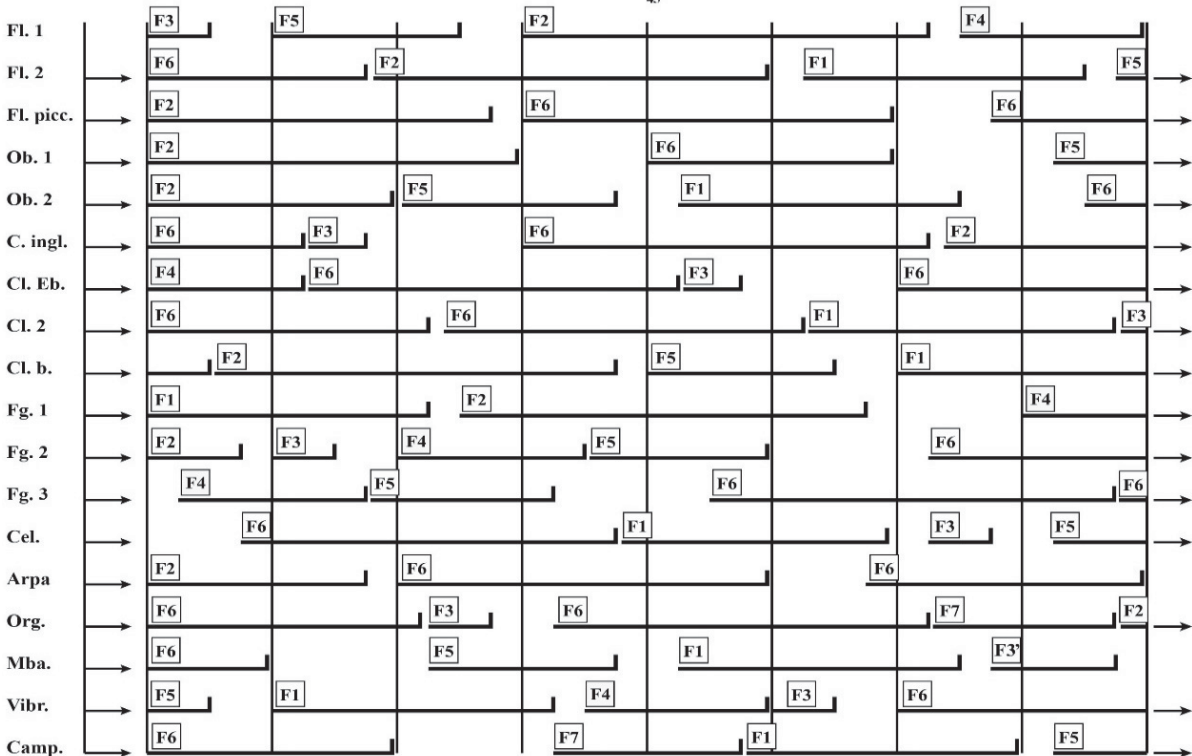 Fl. 1 F3 F5 F2 F4
Fl. 2 F6 F2 F1 F5
Fl. picc. F2 F6 F6
Ob. 1 F2 F6 F5
Ob. 2 F2 F5 F1 F6
C. ingl. F6 F3 F6 F2
Cl. Eb. F4 F6 F3 F6
Cl. 2 F6 F6 F1 F3
Cl. b. F2 F5 F1
Fg. 1 F1 F2 F4
Fg. 2 F2 F3 F4 F5 F6
Fg. 3 F4 F5 F6 F6
Cel. F6 F1 F3 F5
Arpa F2 F6 F6
Org. F6 F3 F6 F7 F2
Mba. F6 F5 F1 F3’
Vibr. F5 F1 F4 F3 F6
Camp. F6 F7 F1 F5